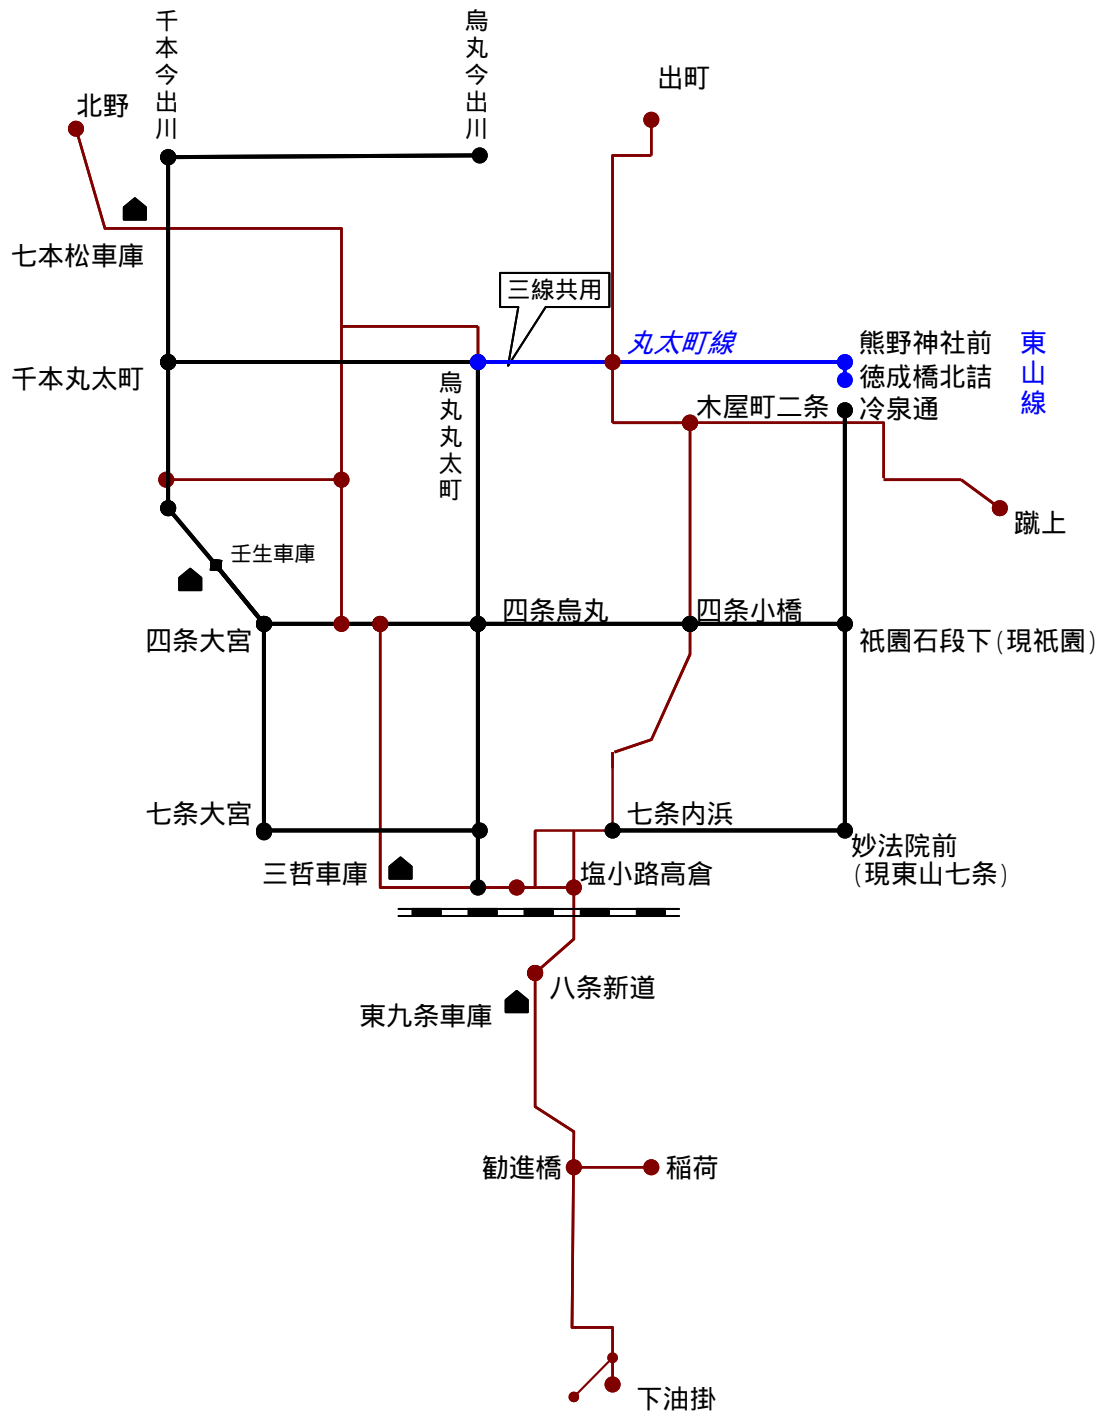 千本今出川
烏丸今出川
出町
北野
七本松車庫
三線共用
丸太町線
熊野神社前
東山線
徳成橋北詰
千本丸太町
烏丸丸太町
木屋町二条
冷泉通
蹴上
壬生車庫
四条烏丸
四条小橋
四条大宮
祇園石段下(現祇園)
七条大宮
七条内浜
妙法院前
(現東山七条)
三哲車庫
塩小路高倉
八条新道
東九条車庫
勧進橋
稲荷
下油掛